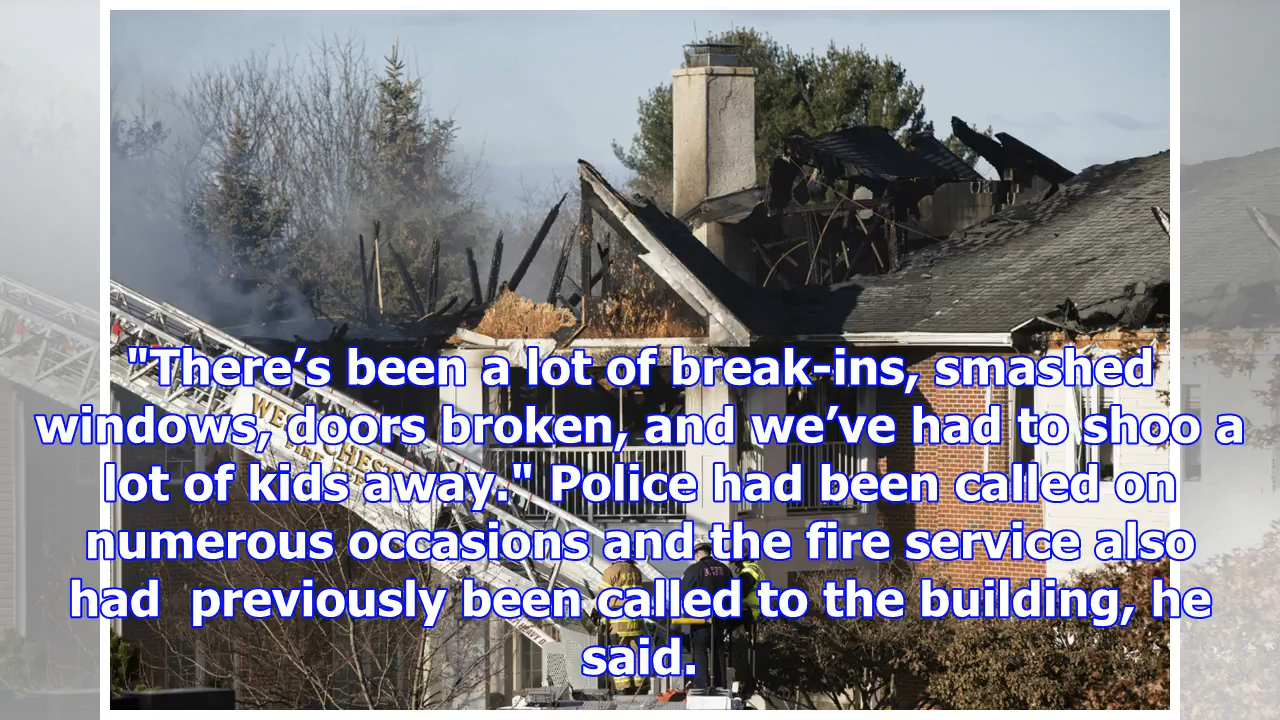 "There’s been a lot of break-ins, smashed
windows, doors broken, and we’ve had to shoo a
lot of kids away." Police had been called on
numerous occasions and the fire service also
had  previously been called to the building, he
said.